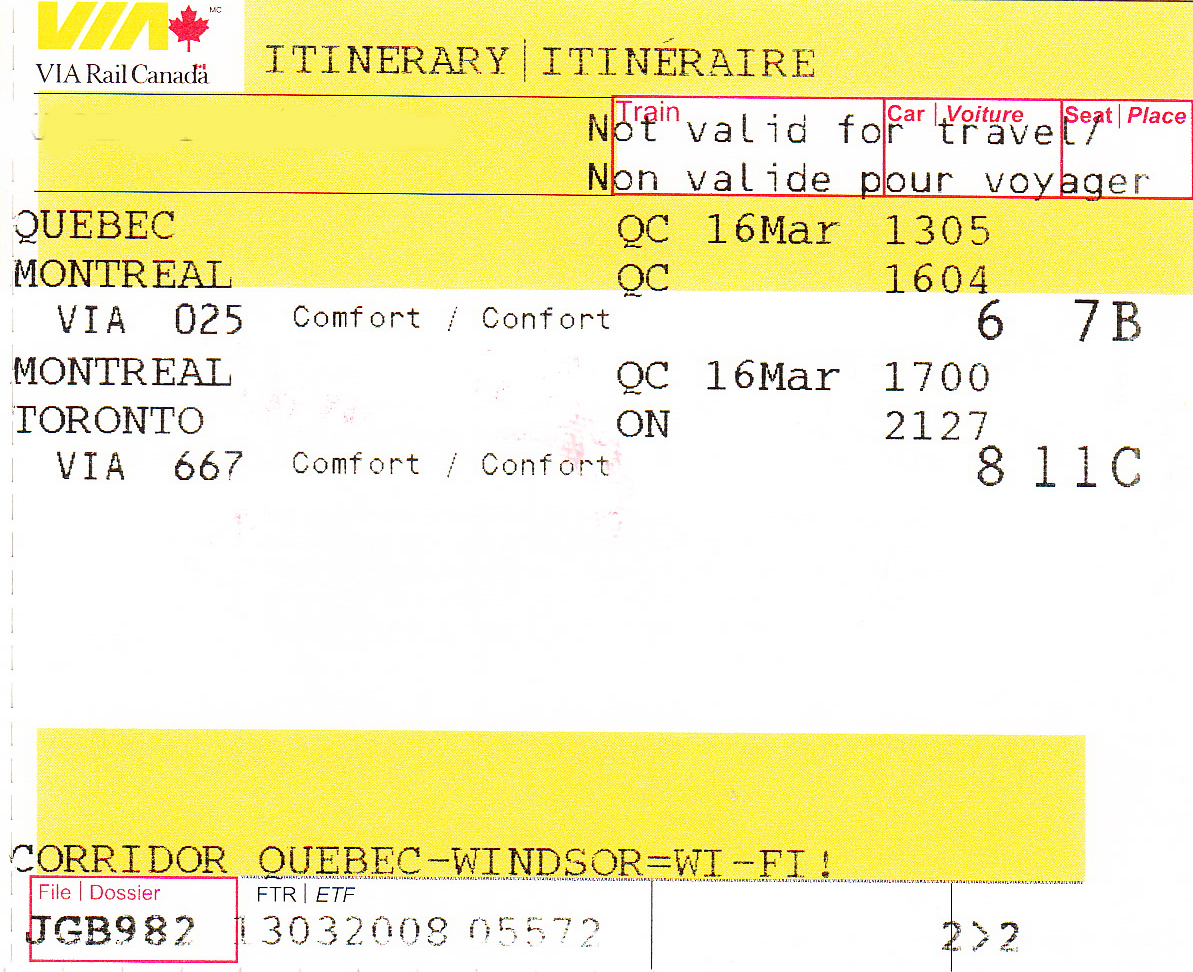 VIA MC
VIA Rail Canada
ITINERARY | ITINÉRAIRE
Train Car | Voiture Seat | Place
Not valid for travel/
Non valide pour voyager
QUEBEC QC 16Mar 1305
MONTREAL QC 1604
VIA 025 Comfort / Confort 6 7B
MONTREAL QC 16Mar 1700
TORONTO ON 2127
VIA 667 Comfort / Confort 8 11C
CORRIDOR QUEBEC-WINDSOR=WI-FI!
File | Dossier FTR | ETF
JGB982 13032008 05572 2>2